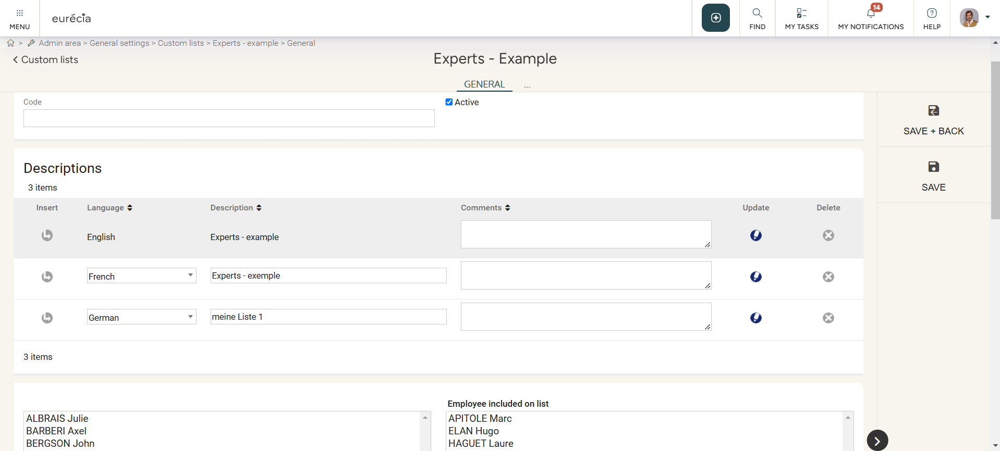 MENU
eurécia
FIND
MY TASKS
14
MY NOTIFICATIONS
HELP
> Admin area > General settings > Custom lists > Experts - example > General
Custom lists
Experts - Example
GENERAL
...
Code
Active
SAVE + BACK
SAVE
Descriptions
3 items
Insert Language Description Comments Update Delete
English Experts - example
French Experts - exemple
German meine Liste 1
3 items
Employee included on list
ALBRAIS Julie
BARBERI Axel
BERGSON John
APITOLE Marc
ELAN Hugo
HAGUET Laure